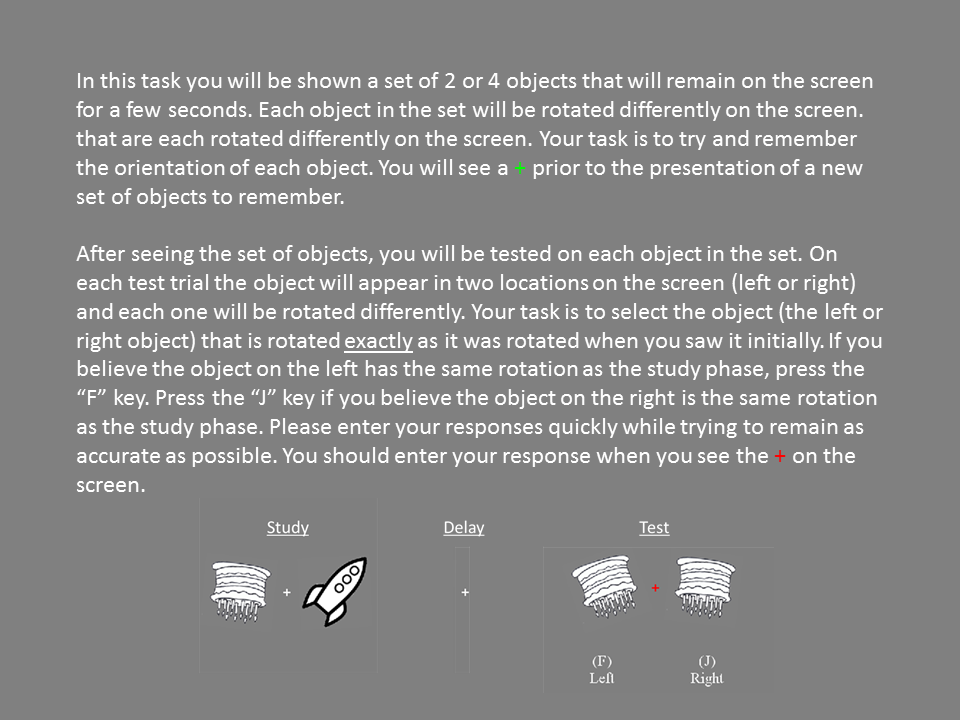 In this task you will be shown a set of 2 or 4 objects that will remain on the screen
for a few seconds. Each object in the set will be rotated differently on the screen.
that are each rotated differently on the screen. Your task is to try and remember
the orientation of each object. You will see a + prior to the presentation of a new
set of objects to remember.
After seeing the set of objects, you will be tested on each object in the set. On
each test trial the object will appear in two locations on the screen (left or right)
and each one will be rotated differently. Your task is to select the object (the left or
right object) that is rotated exactly as it was rotated when you saw it initially. If you
believe the object on the left has the same rotation as the study phase, press the
“F” key. Press the “J” key if you believe the object on the right is the same rotation
as the study phase. Please enter your responses quickly while trying to remain as
accurate as possible. You should enter your response when you see the + on the
screen.
Study Delay Test
+ + +
(F) (J)
Left Right